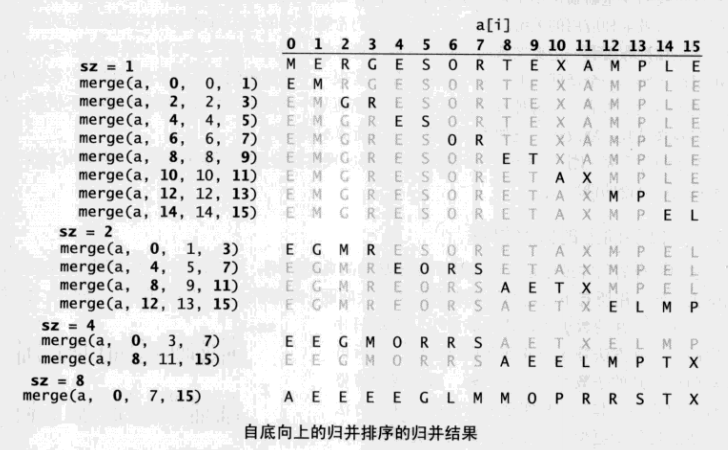 a[i]
0 1 2 3 4 5 6 7 8 9 10 11 12 13 14 15
sz = 1 M E R G E S O R T E X A M P L E
merge(a, 0, 0, 1) E M R G E S O R T E X A M P L E
merge(a, 2, 2, 3) E M G R E S O R T E X A M P L E
merge(a, 4, 4, 5) E M G R E S O R T E X A M P L E
merge(a, 6, 6, 7) E M G R E S O R T E X A M P L E
merge(a, 8, 8, 9) E M G R E S O R E T X A M P L E
merge(a, 10, 10, 11) E M G R E S O R E T A X M P L E
merge(a, 12, 12, 13) E M G R E S O R E T A X M P L E
merge(a, 14, 14, 15) E M G R E S O R E T A X M P E L
sz = 2
merge(a, 0, 1, 3) E G M R E S O R E T A X M P E L
merge(a, 4, 5, 7) E G M R E O R S E T A X M P E L
merge(a, 8, 9, 11) E G M R E O R S A E T X M P E L
merge(a, 12, 13, 15) E G M R E O R S A E T X E L M P
sz = 4
merge(a, 0, 3, 7) E E G M O R R S A E T X E L M P
merge(a, 8, 11, 15) E E G M O R R S A E E L M P T X
sz = 8
merge(a, 0, 7, 15) A E E E E G L M M O P R R S T X
自底向上的归并排序的归并结果